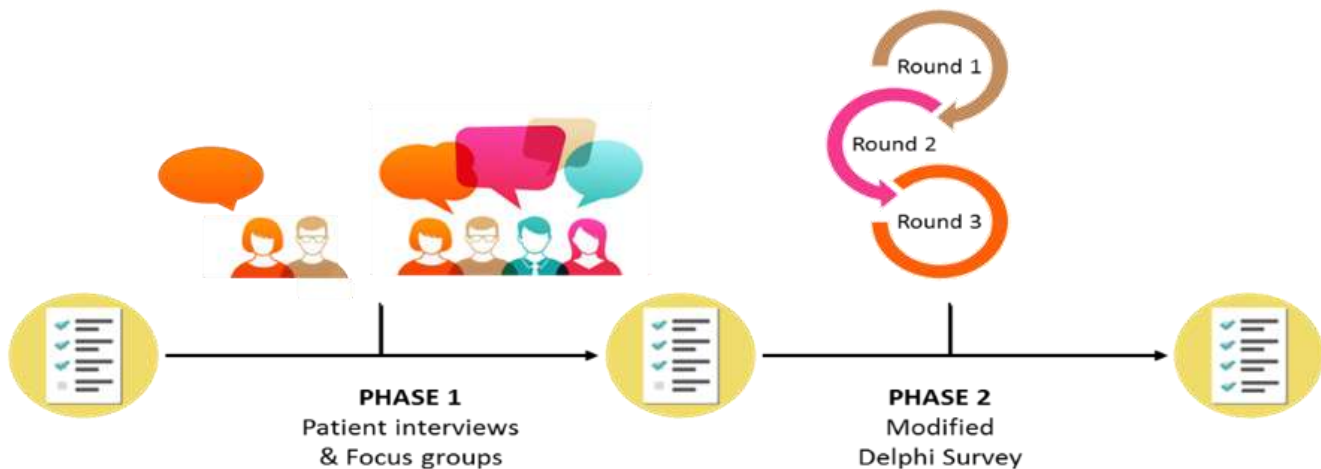 Round 1
Round 2
Round 3
PHASE 1
Patient interviews
& Focus groups
PHASE 2
Modified
Delphi Survey